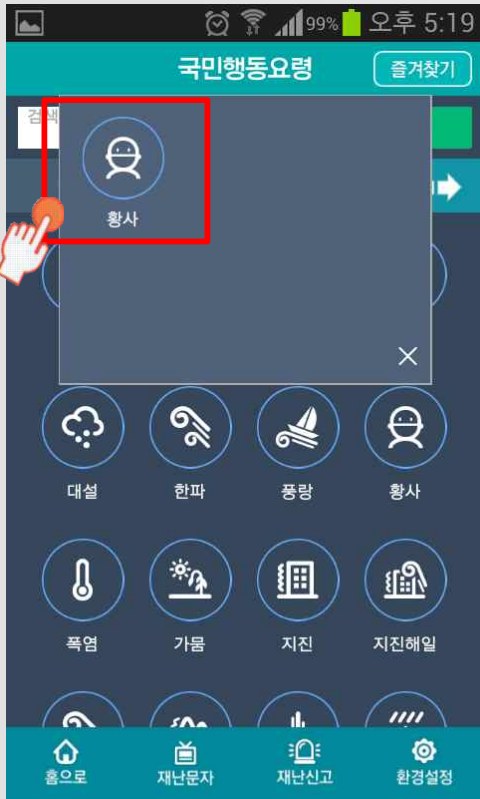 99% 오후 5:19
국민행동요령 즐겨찾기
검색
황사
대설 한파 풍랑 황사
폭염 가뭄 지진 지진해일
홈으로 재난문자 재난신고 환경설정